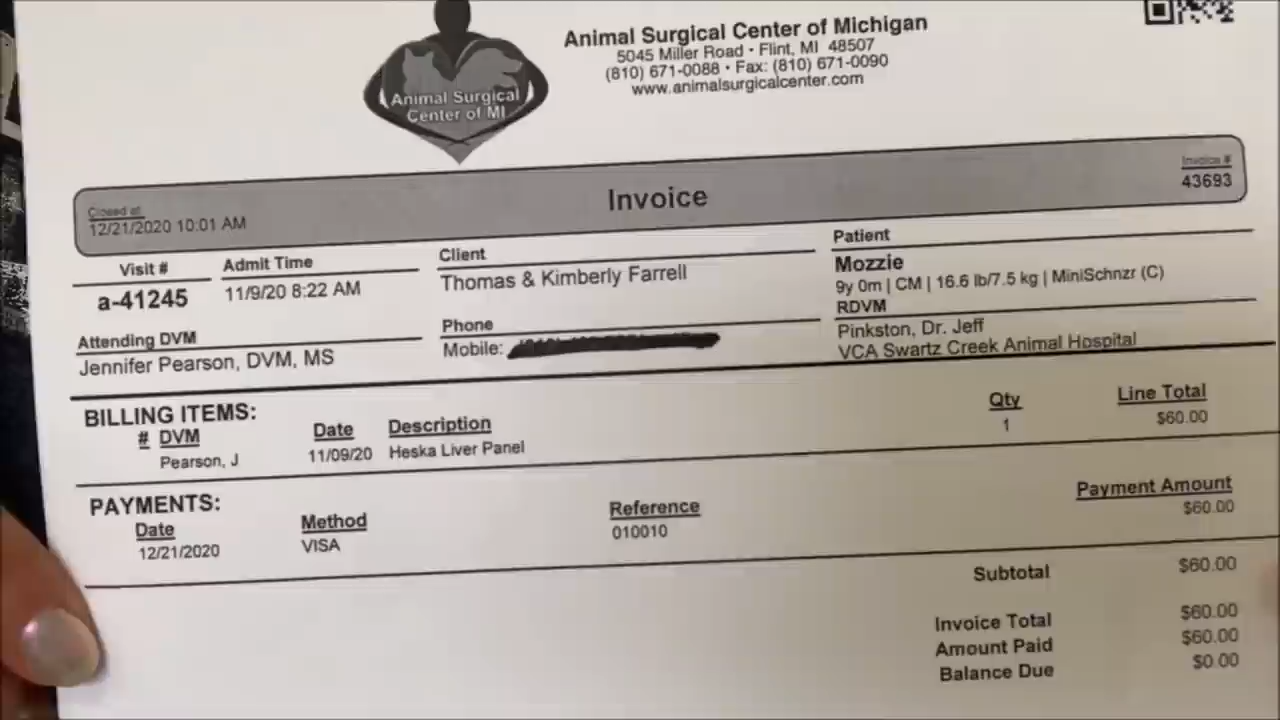 Animal Surgical
Center of MI
Animal Surgical Center of Michigan
5045 Miller Road • Flint, MI 48507
(810) 671-0088 • Fax: (810) 671-0090
www.animalsurgicalcenter.com
Closed at:
12/21/2020 10:01 AM
Invoice
Invoice #
43693
Visit #
a-41245
Admit Time
11/9/20 8:22 AM
Client
Thomas & Kimberly Farrell
Patient
Mozzie
9y 0m | CM | 16.6 lb/7.5 kg | MiniSchnzr (C)
Attending DVM
Jennifer Pearson, DVM, MS
Phone
Mobile:
RDVM
Pinkston, Dr. Jeff
VCA Swartz Creek Animal Hospital
BILLING ITEMS:
# DVM Date Description Qty Line Total
Pearson, J 11/09/20 Heska Liver Panel 1 $60.00
PAYMENTS:
Date Method Reference Payment Amount
12/21/2020 VISA 010010 $60.00
Subtotal $60.00
Invoice Total $60.00
Amount Paid $60.00
Balance Due $0.00